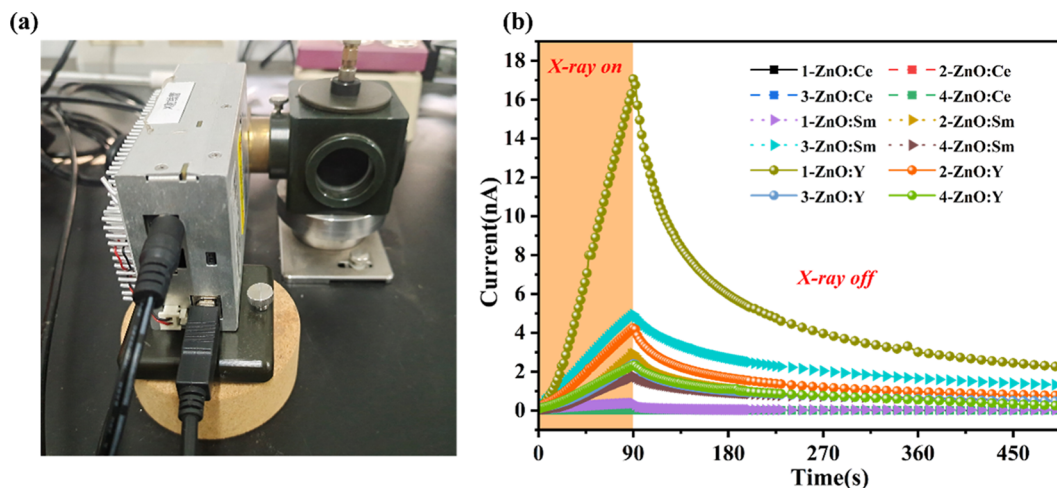 (a)
(b)
X-ray on
1-ZnO:Ce
2-ZnO:Ce
3-ZnO:Ce
4-ZnO:Ce
1-ZnO:Sm
2-ZnO:Sm
3-ZnO:Sm
4-ZnO:Sm
1-ZnO:Y
2-ZnO:Y
3-ZnO:Y
4-ZnO:Y
X-ray off
Current(nA)
18
16
14
12
10
8
6
4
2
0
0
90
180
270
360
450
Time(s)